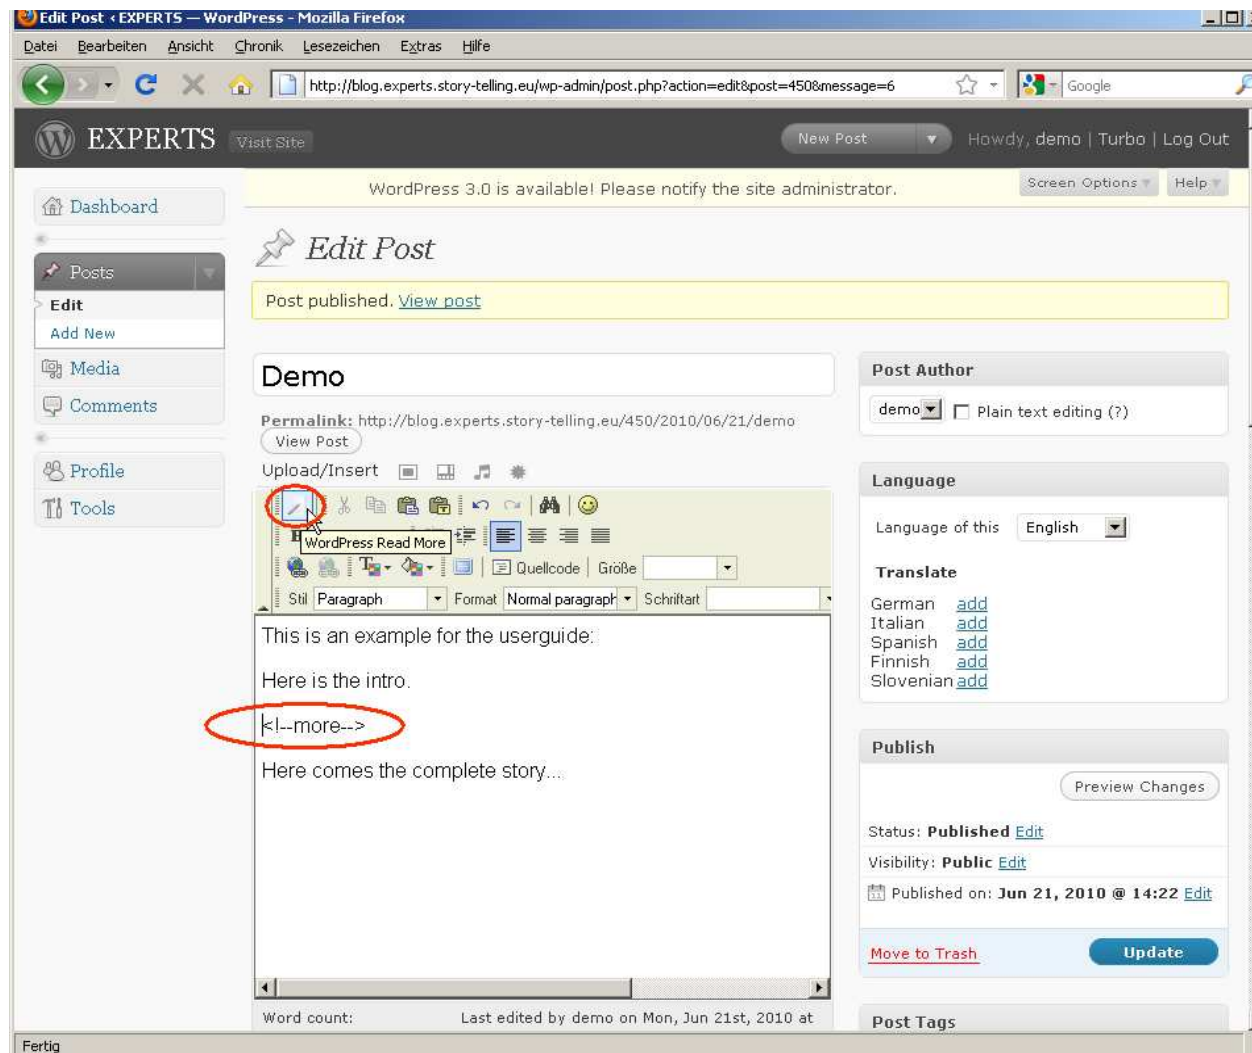 Edit Post ‹ EXPERTS — WordPress - Mozilla Firefox
Datei Bearbeiten Ansicht Chronik Lesezeichen Extras Hilfe
http://blog.experts.story-telling.eu/wp-admin/post.php?action=edit&post=450&message=6 Google
EXPERTS Visit Site New Post Howdy, demo | Turbo | Log Out
WordPress 3.0 is available! Please notify the site administrator. Screen Options Help
Dashboard
Edit Post
Posts
Edit
Add New
Media
Comments
Profile
Tools
Post published. View post
Demo
Permalink: http://blog.experts.story-telling.eu/450/2010/06/21/demo
View Post
Upload/Insert
WordPress Read More
Quellcode Größe
Stil Paragraph Format Normal paragraph Schriftart
This is an example for the userguide:
Here is the intro.
<!--more-->
Here comes the complete story...
Word count: Last edited by demo on Mon, Jun 21st, 2010 at
Post Author
demo Plain text editing (?)
Language
Language of this English
Translate
German add
Italian add
Spanish add
Finnish add
Slovenian add
Publish
Preview Changes
Status: Published Edit
Visibility: Public Edit
Published on: Jun 21, 2010 @ 14:22 Edit
Move to Trash Update
Post Tags
Fertig